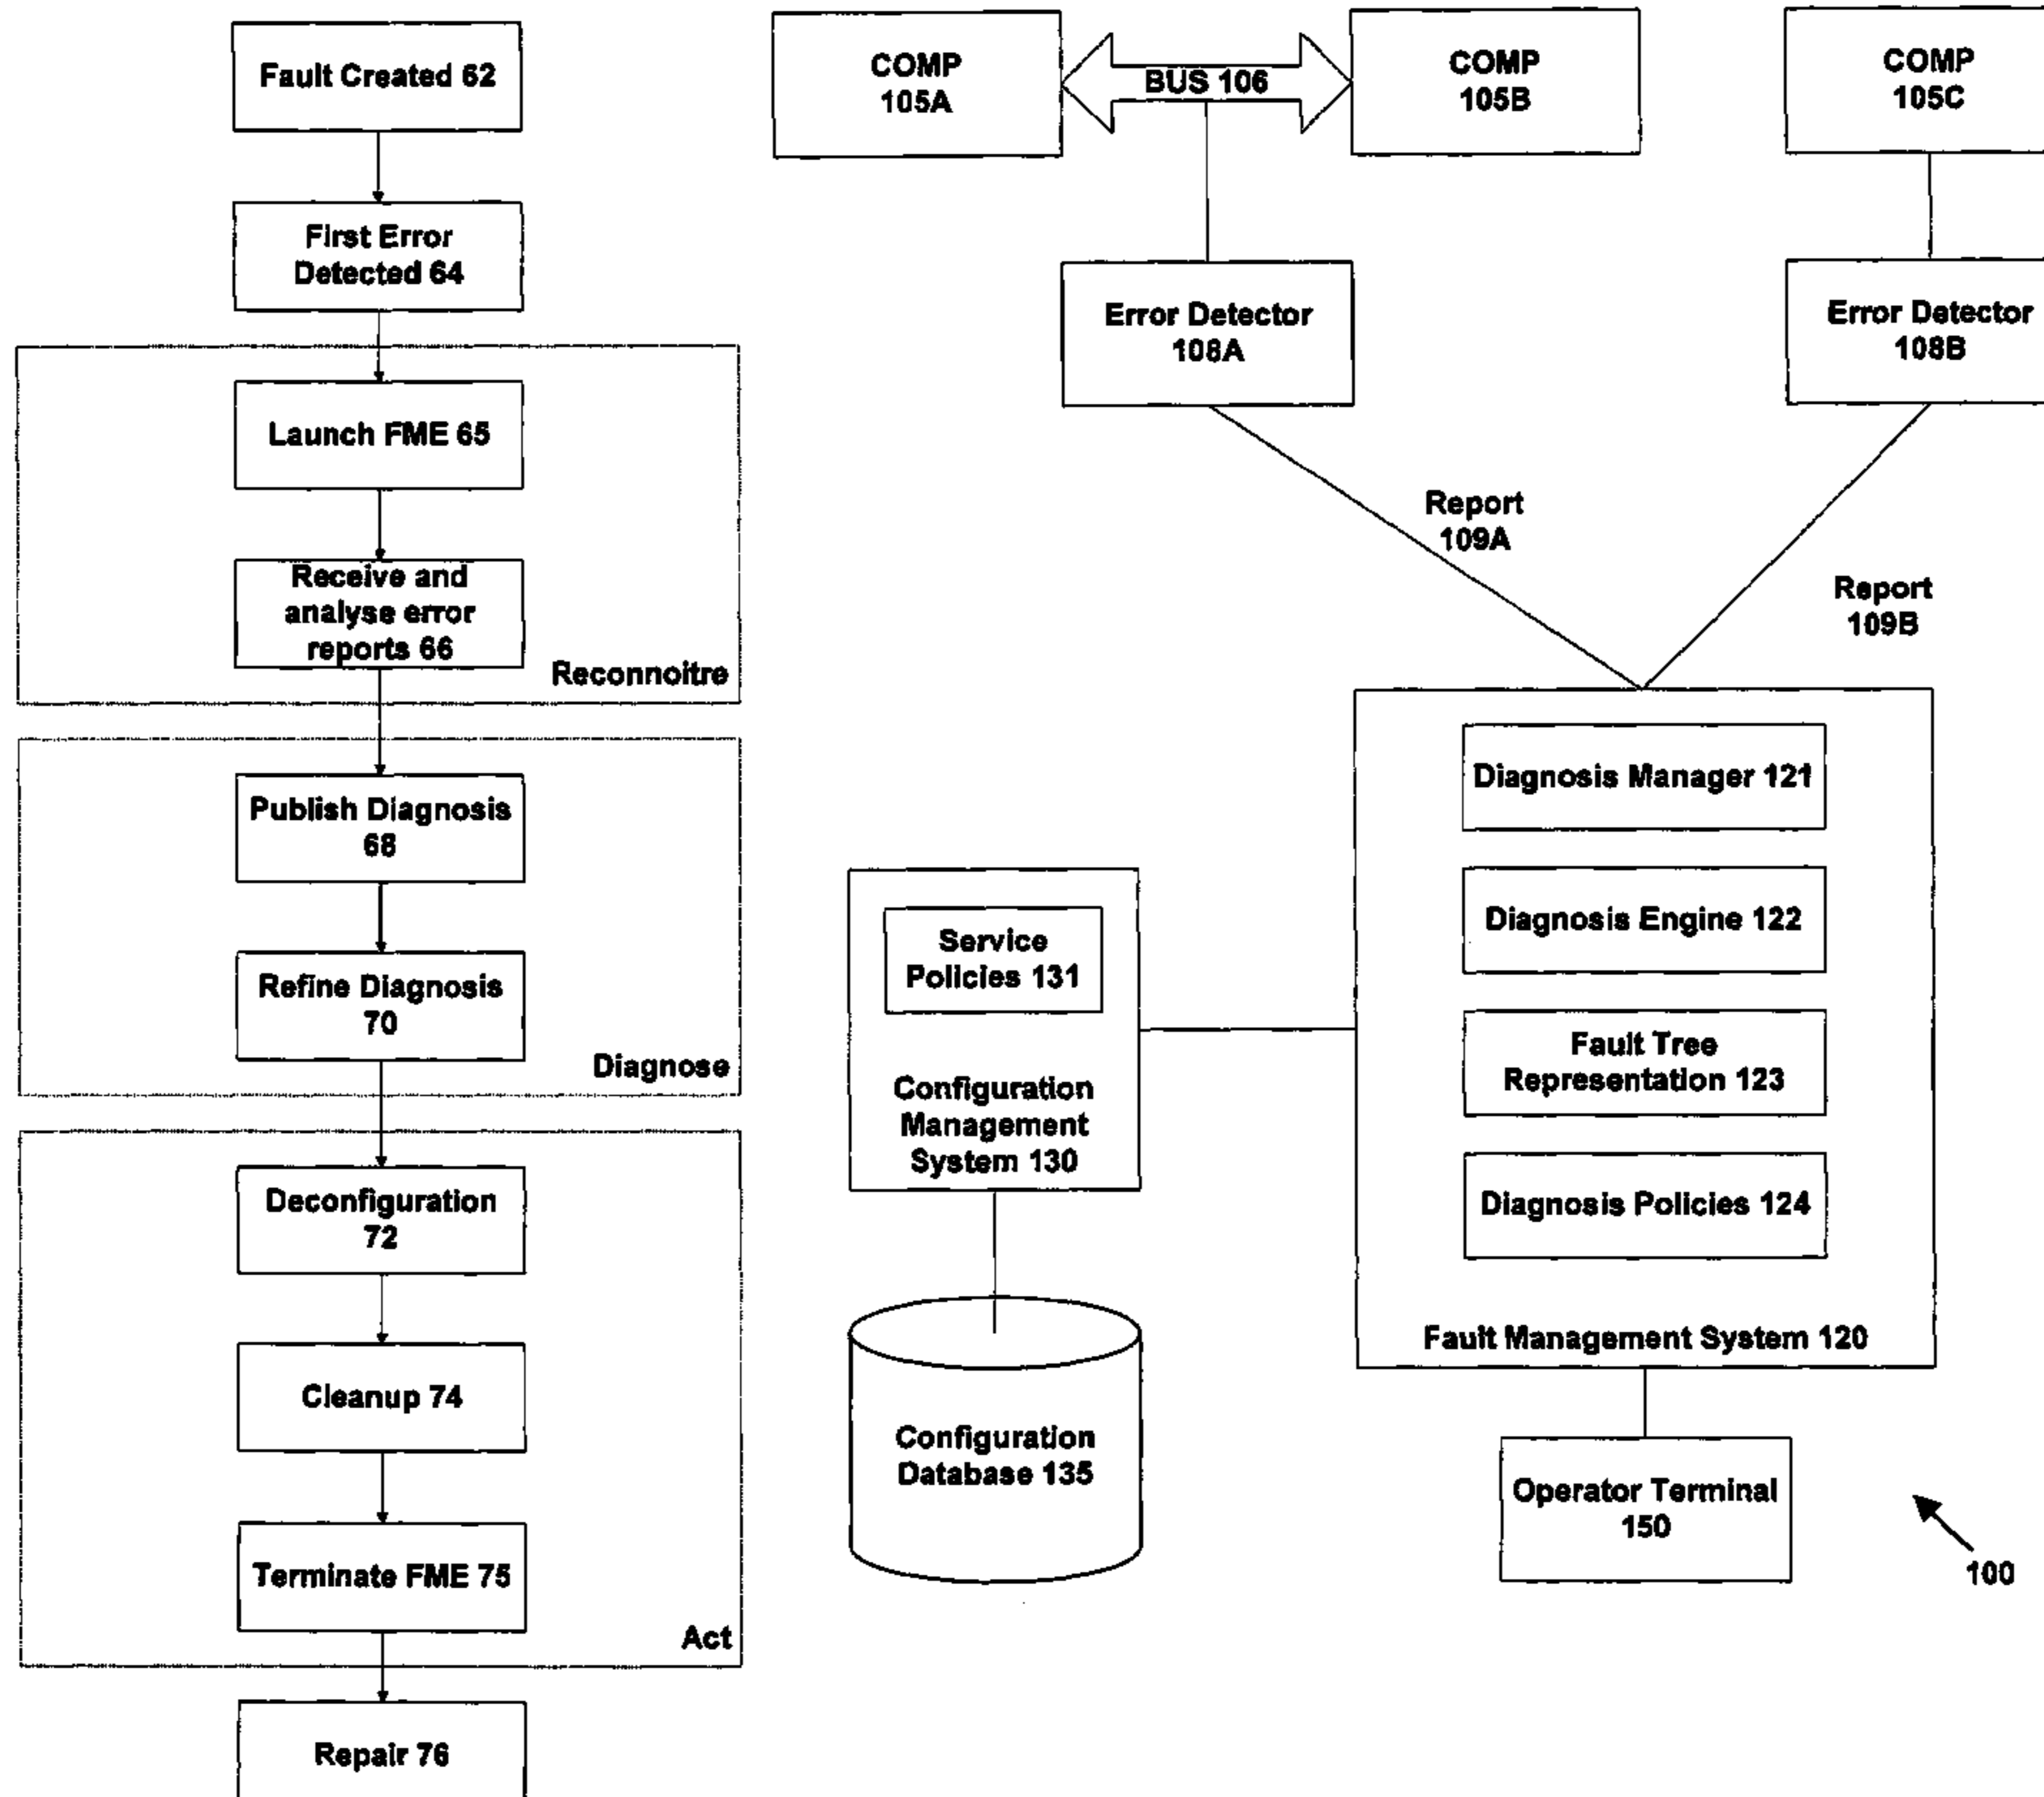 Fault Created 62
First Error
Detected 64
Launch FME 65
Receive and
analyse error
reports 66
Reconnoitre
Publish Diagnosis
68
Refine Diagnosis
70
Diagnose
Deconfiguration
72
Cleanup 74
Terminate FME 75
Act
Repair 76
COMP
105A
BUS 106
COMP
105B
COMP
105C
Error Detector
108A
Error Detector
108B
Report
109A
Report
109B
Diagnosis Manager 121
Diagnosis Engine 122
Fault Tree
Representation 123
Diagnosis Policies 124
Fault Management System 120
Service
Policies 131
Configuration
Management
System 130
Configuration
Database 135
Operator Terminal
150
100